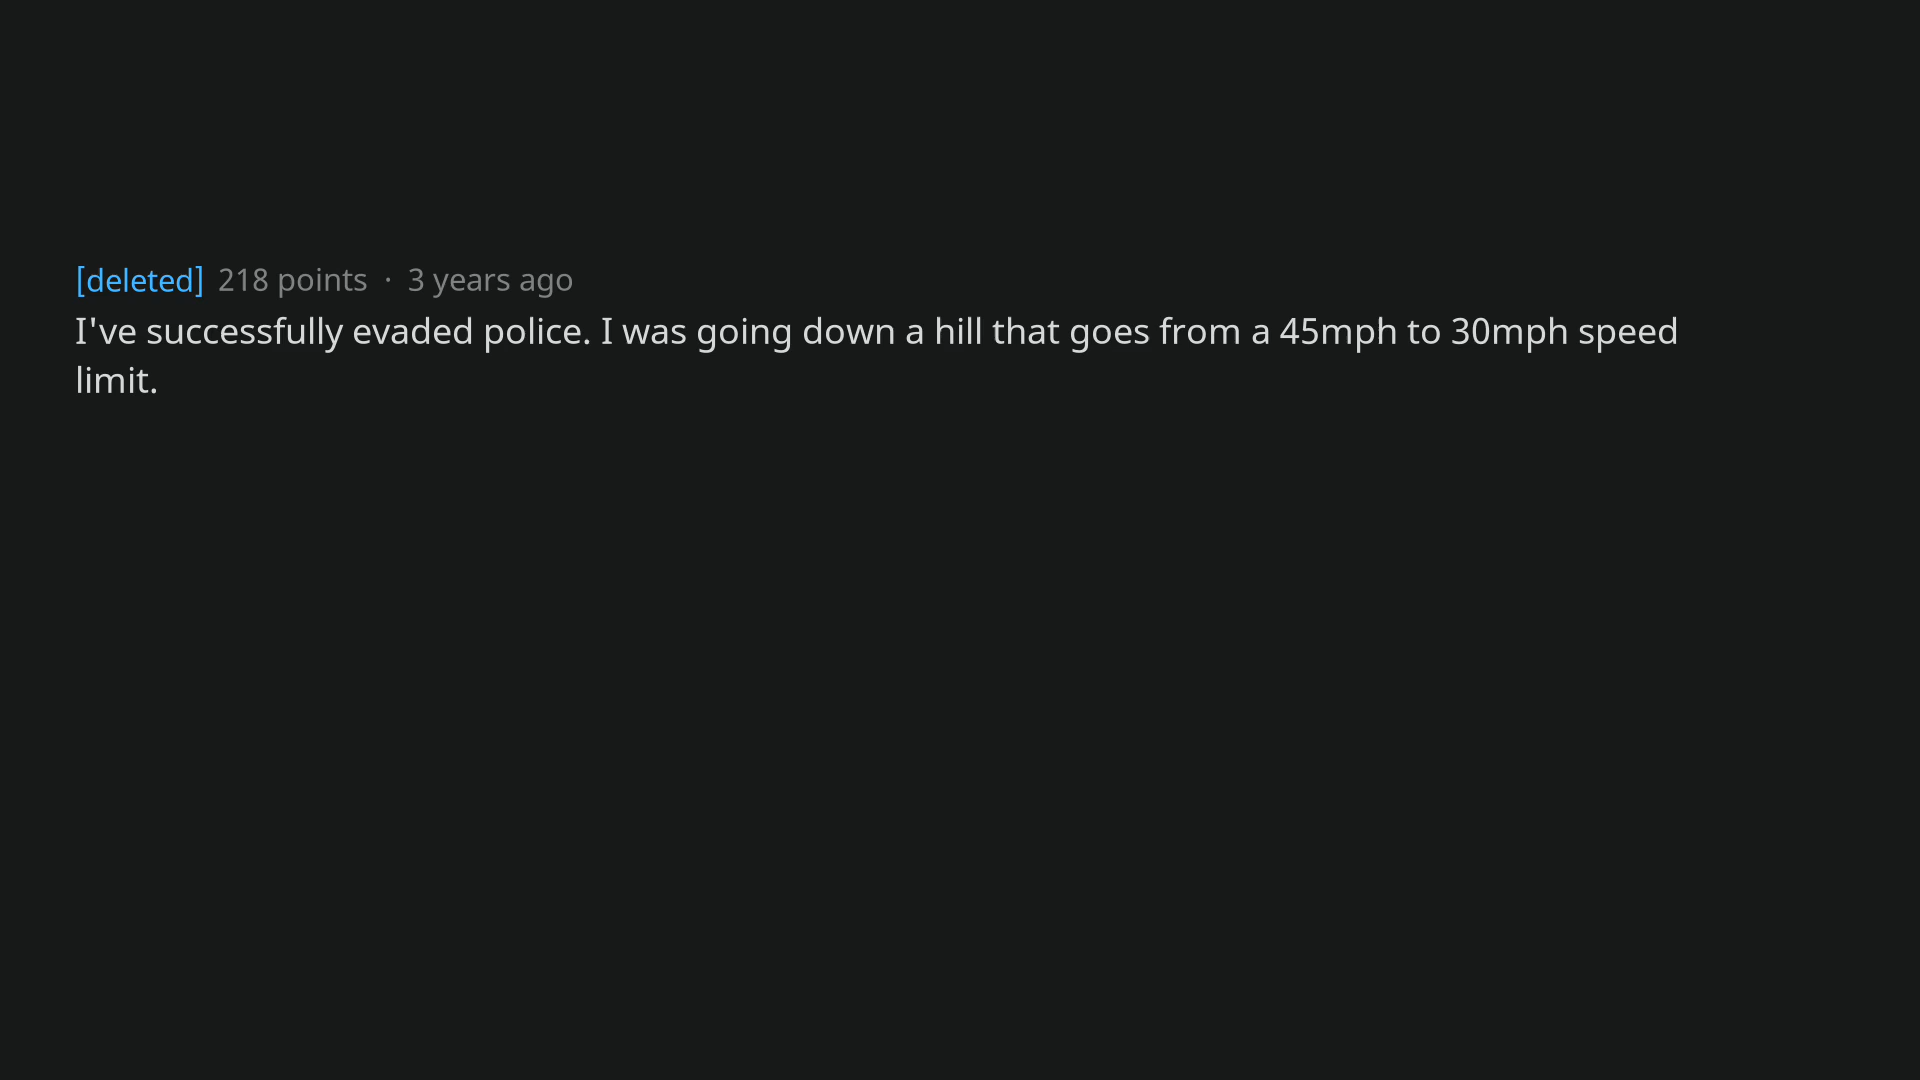 [deleted] 218 points · 3 years ago
I've successfully evaded police. I was going down a hill that goes from a 45mph to 30mph speed
limit.